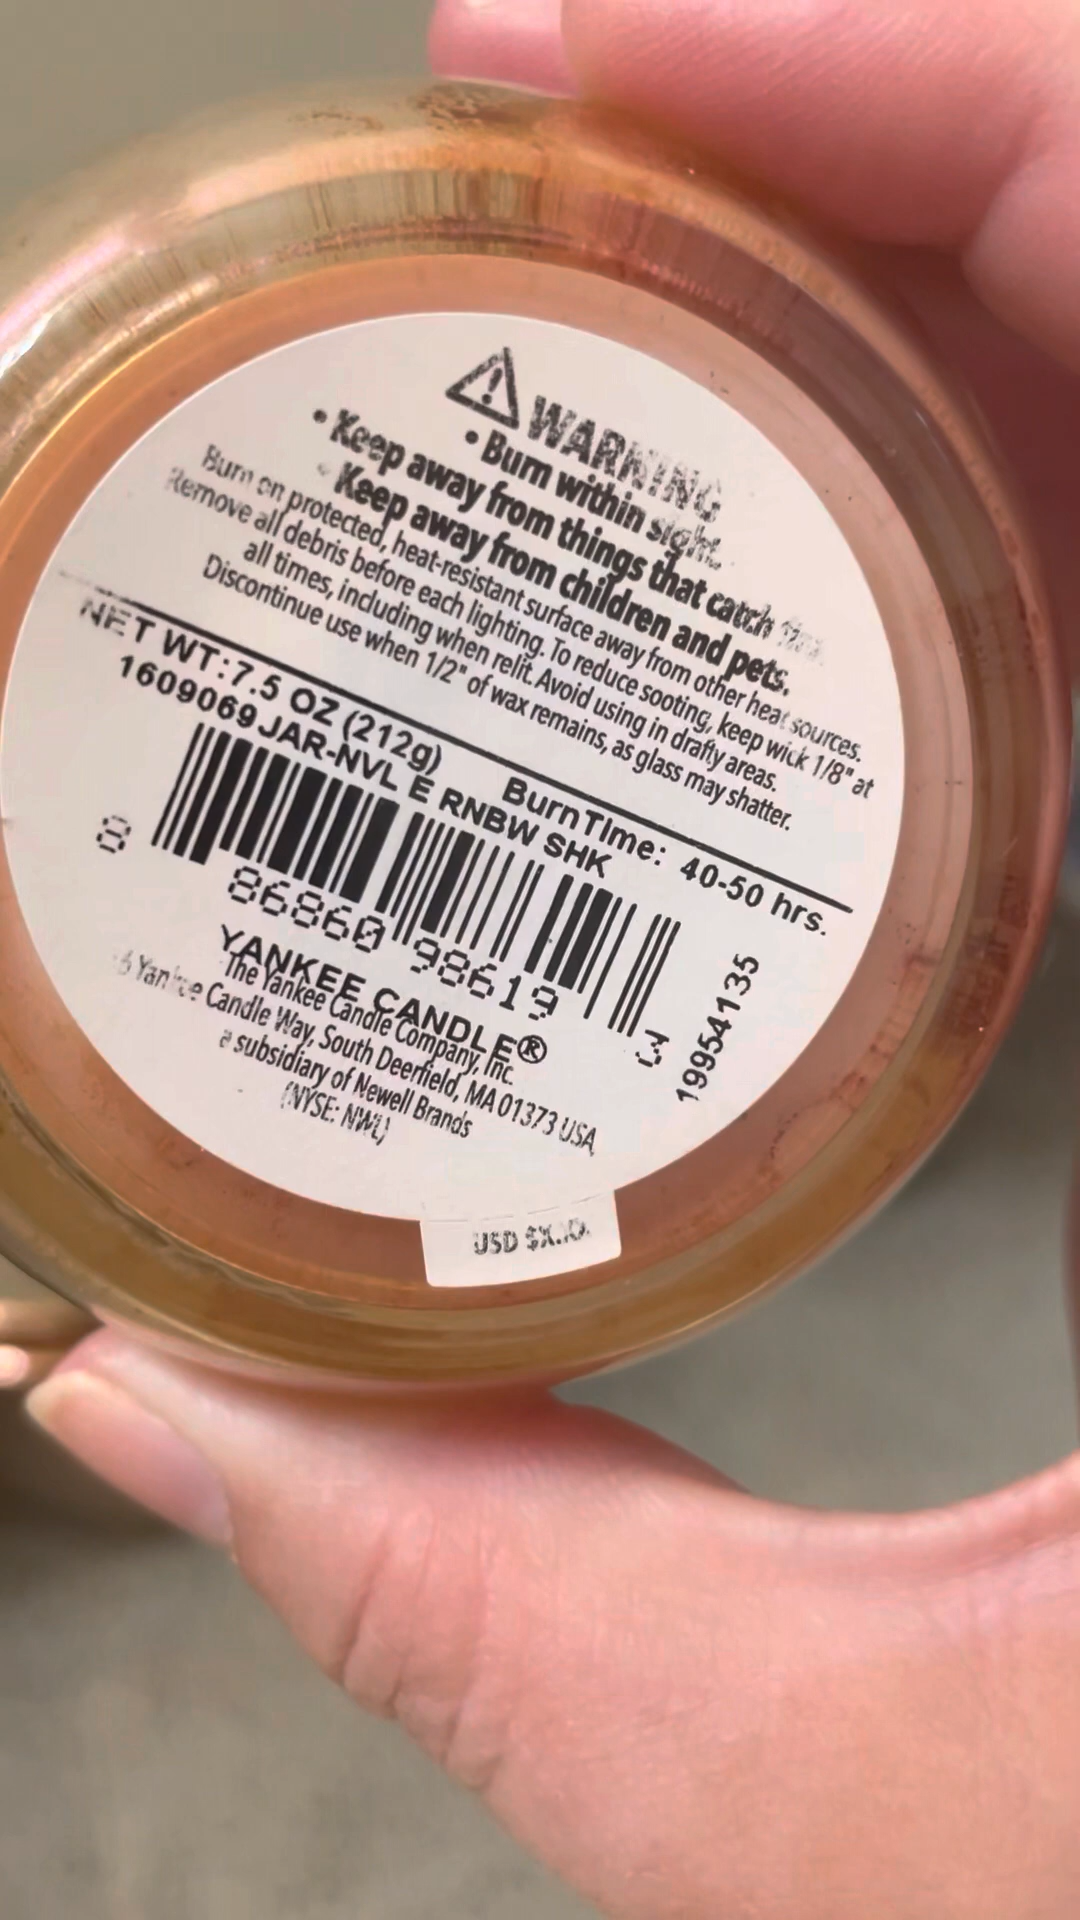 WARNING
• Burn within sight.
• Keep away from things that catch fire.
• Keep away from children and pets.
Burn on protected, heat-resistant surface away from other heat sources.
Remove all debris before each lighting. To reduce sooting, keep wick 1/8" at
all times, including when relit. Avoid using in drafty areas.
Discontinue use when 1/2" of wax remains, as glass may shatter.
NET WT:7.5 OZ (212g) Burn Time: 40-50 hrs.
1609069 JAR-NVL E RNBW SHK
8 86860 98619 3
19954135
YANKEE CANDLE®
The Yankee Candle Company, Inc.
Yankee Candle Way, South Deerfield, MA 01373 USA
a subsidiary of Newell Brands
(NYSE: NWL)
USD